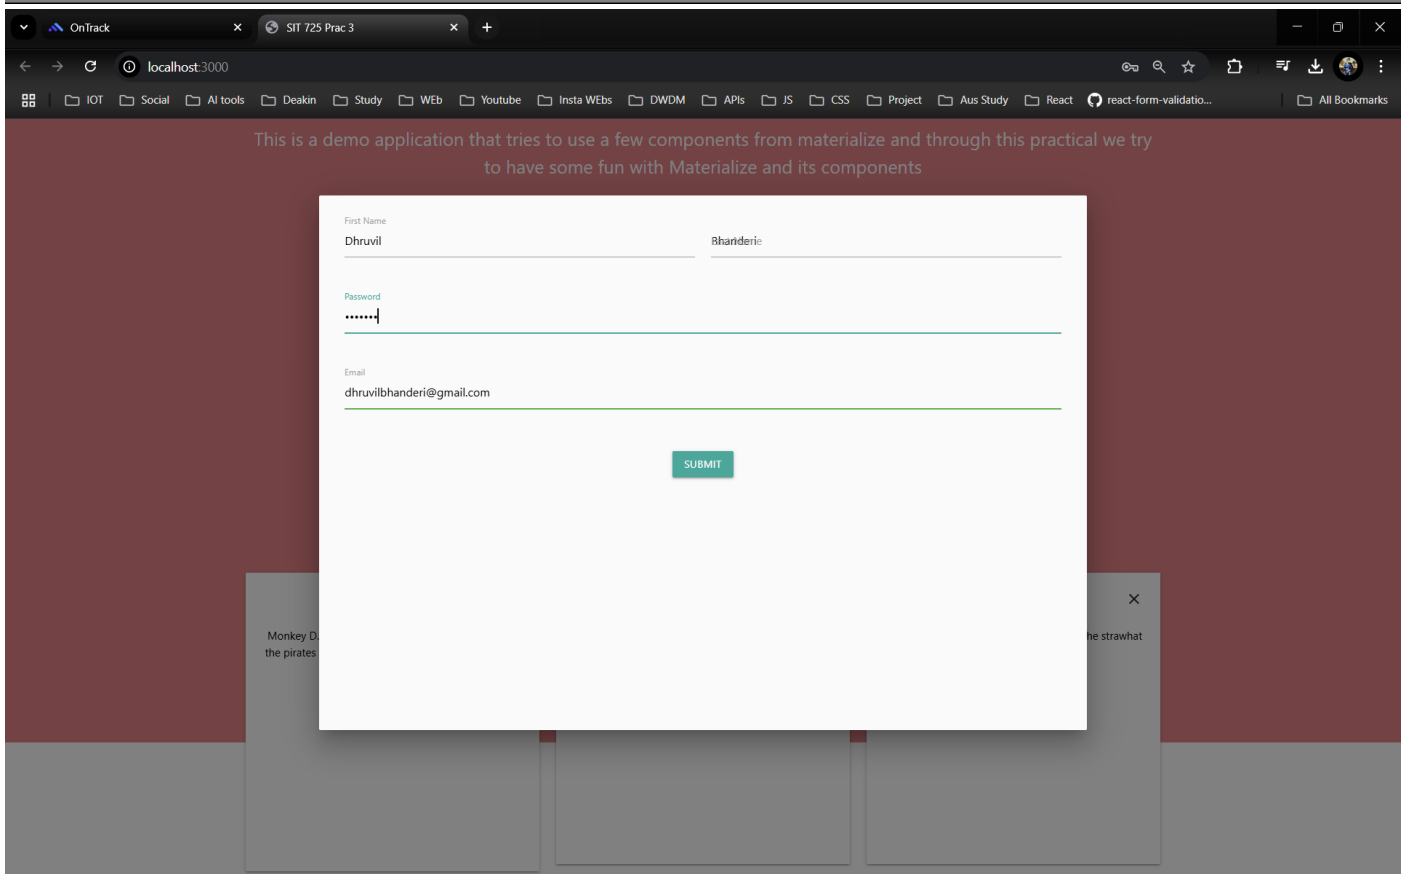 OnTrack
SIT 725 Prac 3
localhost:3000
IOT Social AI tools Deakin Study WEb Youtube Insta WEbs DWDM APIs JS CSS Project Aus Study React react-form-validatio... All Bookmarks
This is a demo application that tries to use a few components from materialize and through this practical we try
to have some fun with Materialize and its components
First Name
Dhruvil
Bhanderi
Password
•••••••
Email
dhruvilbhanderi@gmail.com
SUBMIT
Monkey D.
he strawhat
the pirates